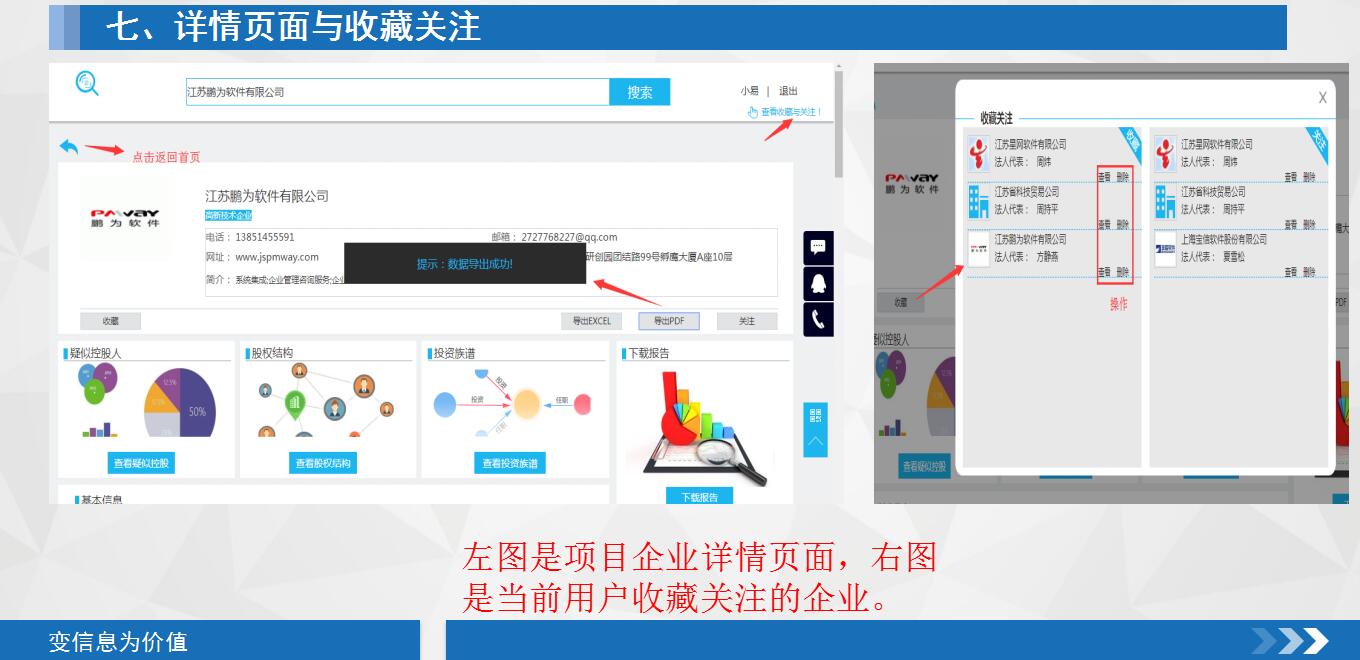 七、详情页面与收藏关注
江苏鹏为软件有限公司
搜索
小易 | 退出
查看收藏与关注！
点击返回首页
PMWAY
鹏为软件
江苏鹏为软件有限公司
高新技术企业
电话： 13851455591
邮箱： 2727768227@qq.com
网址： www.jspmway.com
研创园团结路99号孵鹰大厦A座10层
简介： 系统集成;企业管理咨询服务;企业
提示：数据导出成功!
收藏
导出EXCEL
导出PDF
关注
疑似控股人
50%
12.5%
查看疑似控股
股权结构
查看股权结构
投资族谱
投资
投资
任职
任职
查看投资族谱
下载报告
下载报告
基本信息
X
收藏关注
收藏
江苏星网软件有限公司
法人代表： 周炜
查看 删除
江苏省科技贸易公司
法人代表： 周持平
查看 删除
江苏鹏为软件有限公司
法人代表： 方静燕
查看 删除
操作
关注
江苏星网软件有限公司
法人代表： 周炜
查看 删除
江苏省科技贸易公司
法人代表： 周持平
查看 删除
上海宝信软件股份有限公司
法人代表： 夏雪松
查看 删除
PMWAY
鹏为软件
收藏
疑似控股人
查看疑似控股
PDF
左图是项目企业详情页面，右图
是当前用户收藏关注的企业。
变信息为价值